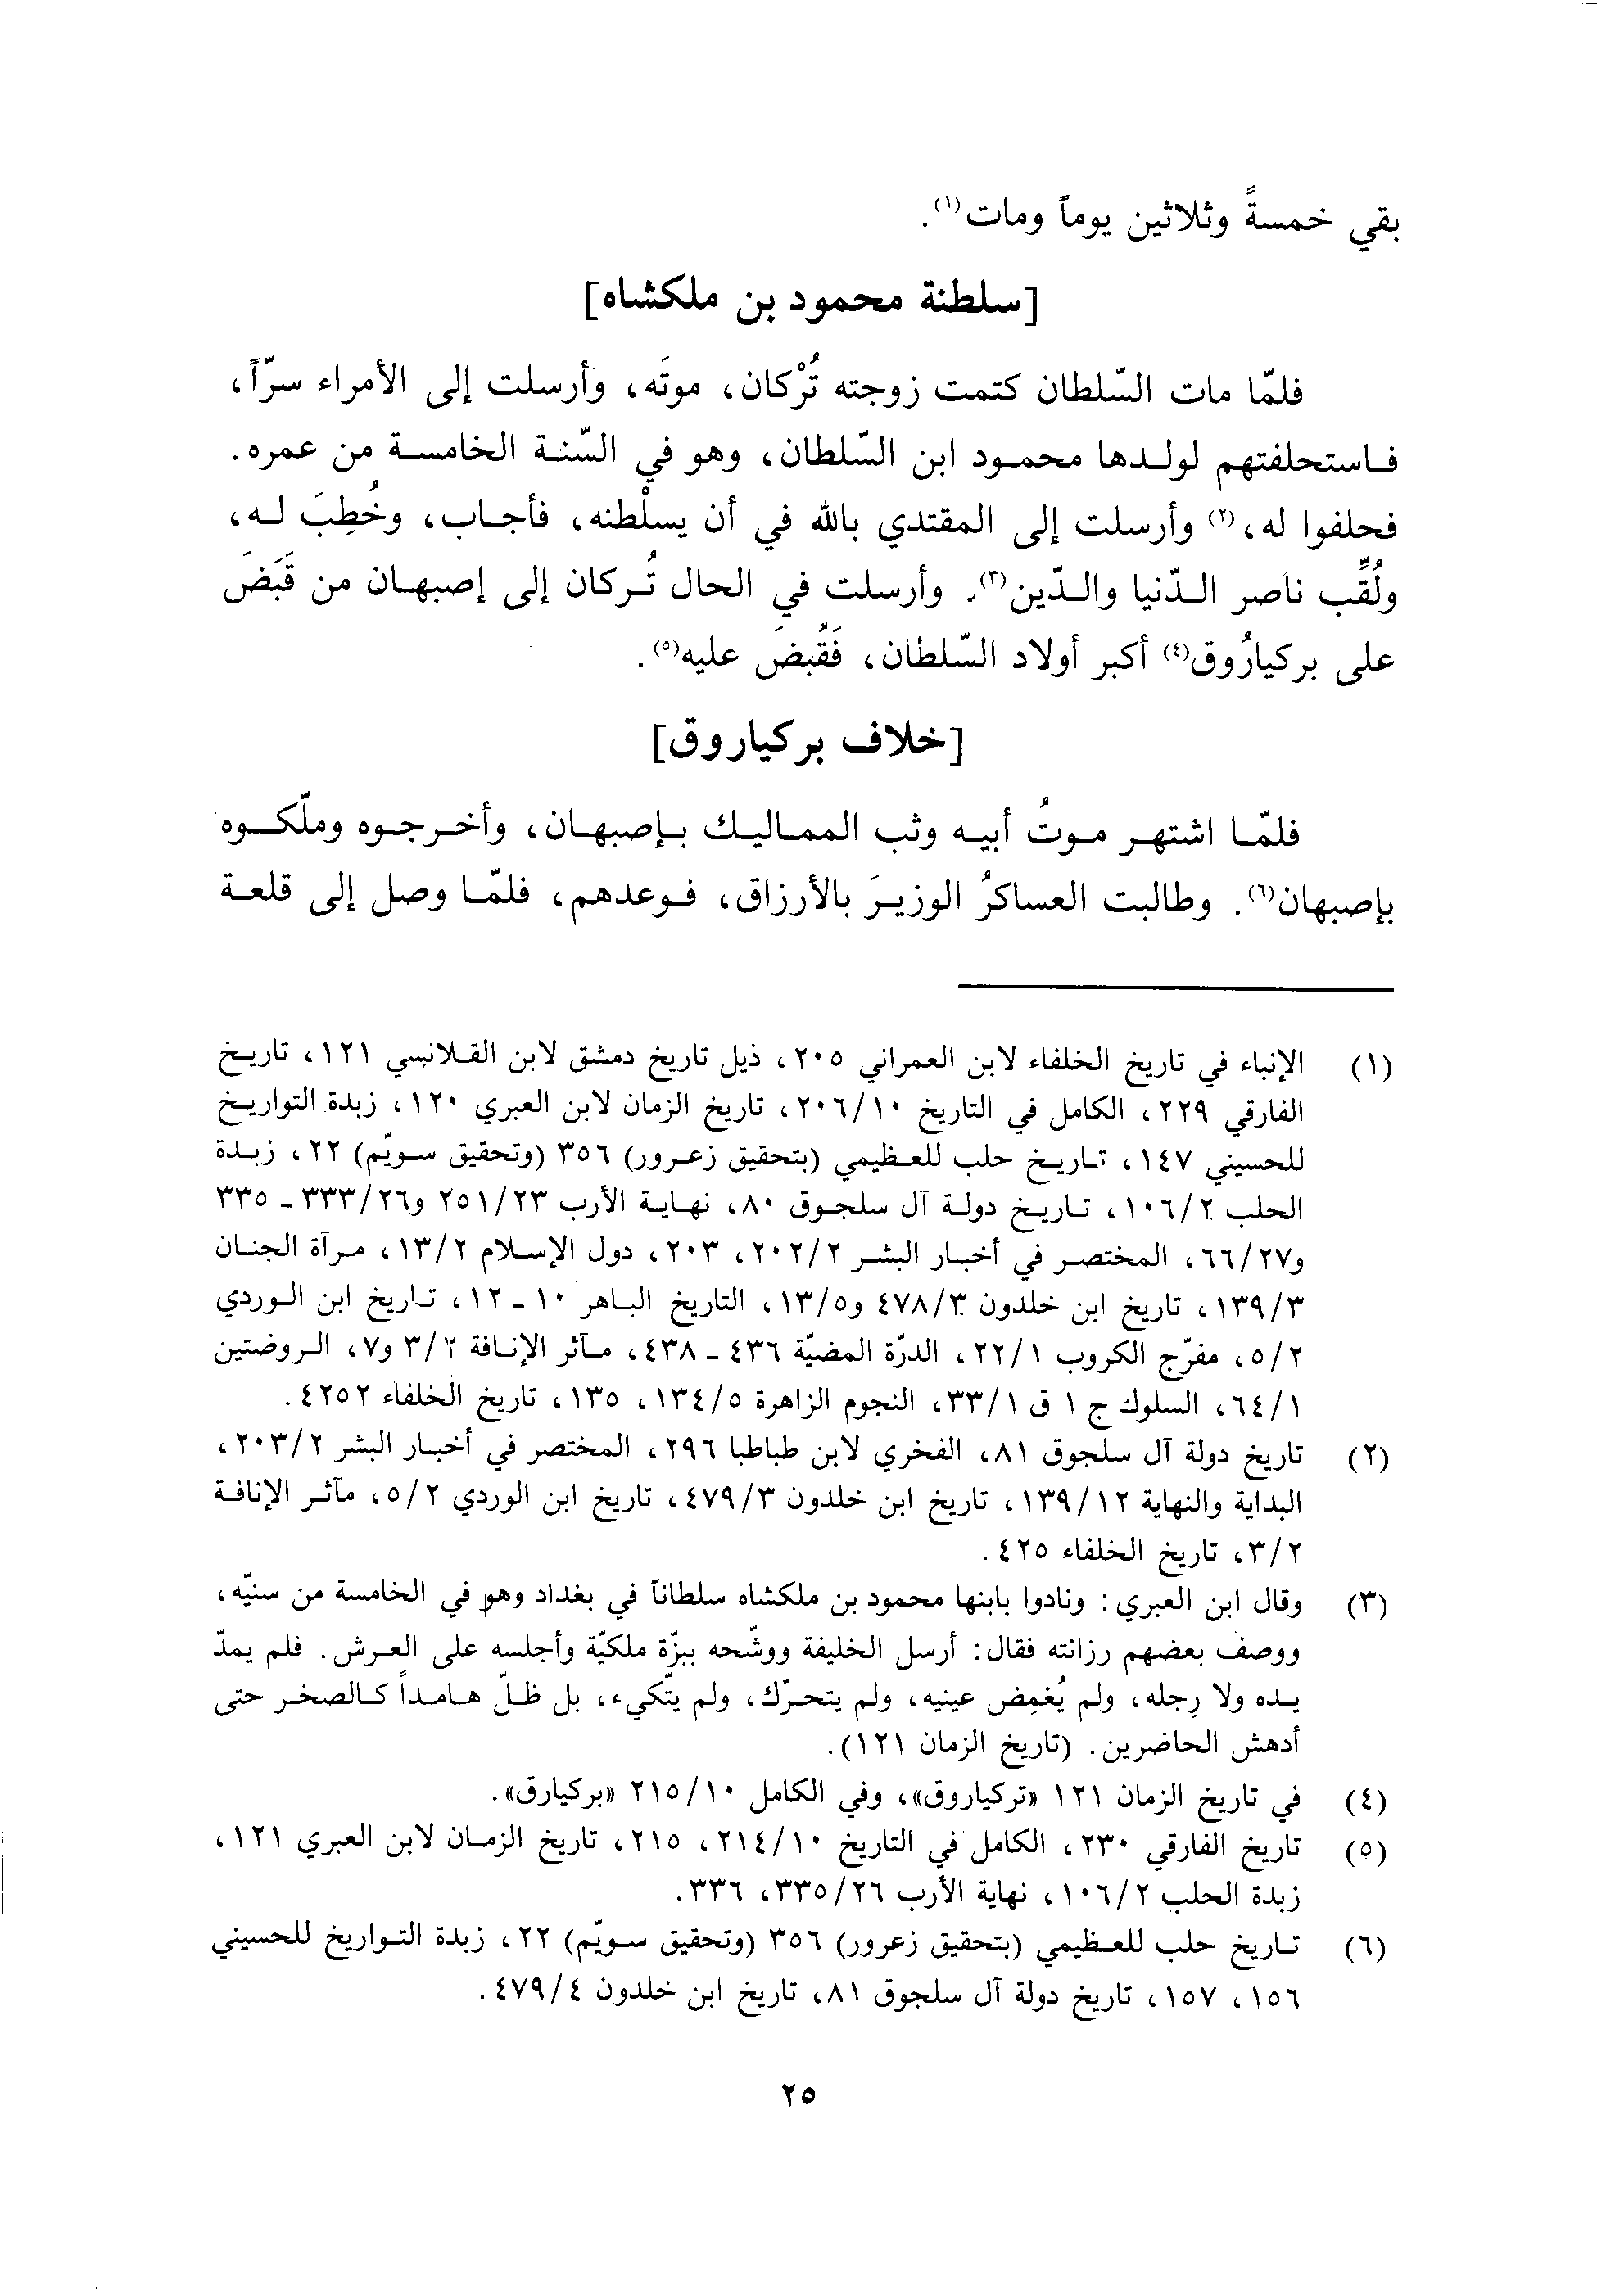 بقي خمسةً وثلاثين يوماً ومات(١).
[سلطنة محمود بن ملكشاه]
فلمّا مات السّلطان كتمت زوجته تُرْكان، موتَه، وأرسلت إلى الأمراء سرّاً،
فاستحلفتهم لولدها محمود ابن السّلطان، وهو في السّنة الخامسة من عمره.
فحلفوا له،(٢) وأرسلت إلى المقتدي بالله في أن يسلْطنه، فأجاب، وخُطِبَ له،
ولُقِّب ناصر الدّنيا والدّين(٣). وأرسلت في الحال تُركان إلى إصبهان من قَبَضَ
على بركيارُوق(٤) أكبر أولاد السّلطان، فَقُبضَ عليه(٥).
[خلاف بركياروق]
فلمّا اشتهر موتُ أبيه وثب المماليك بإصبهان، وأخرجوه وملّكوه
بإصبهان(٦). وطالبت العساكرُ الوزيرَ بالأرزاق، فوعدهم، فلمّا وصل إلى قلعة
(١) الإنباء في تاريخ الخلفاء لابن العمراني ٢٠٥، ذيل تاريخ دمشق لابن القلانسي ١٢١، تاريخ
الفارقي ٢٢٩، الكامل في التاريخ ٢٠٦/١٠، تاريخ الزمان لابن العبري ١٢٠، زبدة التواريخ
للحسيني ١٤٧، تاريخ حلب للعظيمي (بتحقيق زعرور) ٣٥٦ (وتحقيق سويّم) ٢٢، زبدة
الحلب ١٠٦/٢، تاريخ دولة آل سلجوق ٨٠، نهاية الأرب ٢٥١/٢٣ و٣٣٣/٢٦ ـ ٣٣٥
و٦٦/٢٧، المختصر في أخبار البشر ٢٠٢/٢، ٢٠٣، دول الإسلام ١٣/٢، مرآة الجنان
١٣٩/٣، تاريخ ابن خلدون ٤٧٨/٣ و١٣/٥، التاريخ الباهر ١٠ ـ ١٢، تاريخ ابن الوردي
٥/٢، مفرّج الكروب ٢٢/١، الدرّة المضيّة ٤٣٦ ـ ٤٣٨، مآثر الإنافة ٣/٢ و٧، الروضتين
٦٤/١، السلوك ج ١ ق ٣٣/١، النجوم الزاهرة ١٣٤/٥، ١٣٥، تاريخ الخلفاء ٤٢٥٢.
(٢) تاريخ دولة آل سلجوق ٨١، الفخري لابن طباطبا ٢٩٦، المختصر في أخبار البشر ٢٠٣/٢،
البداية والنهاية ١٣٩/١٢، تاريخ ابن خلدون ٤٧٩/٣، تاريخ ابن الوردي ٥/٢، مآثر الإنافة
٣/٢، تاريخ الخلفاء ٤٢٥.
(٣) وقال ابن العبري: ونادوا بابنها محمود بن ملكشاه سلطاناً في بغداد وهو في الخامسة من سنيّه،
ووصف بعضهم رزانته فقال: أرسل الخليفة ووشّحه ببزّة ملكيّة وأجلسه على العرش. فلم يمدّ
يده ولا رِجله، ولم يُغمِض عينيه، ولم يتحرّك، ولم يتّكيء، بل ظلّ هامداً كالصخر حتى
أدهش الحاضرين. (تاريخ الزمان ١٢١).
(٤) في تاريخ الزمان ١٢١ «تركياروق»، وفي الكامل ٢١٥/١٠ «بركيارق».
(٥) تاريخ الفارقي ٢٣٠، الكامل في التاريخ ٢١٤/١٠، ٢١٥، تاريخ الزمان لابن العبري ١٢١،
زبدة الحلب ١٠٦/٢، نهاية الأرب ٣٣٥/٢٦، ٣٣٦.
(٦) تاريخ حلب للعظيمي (بتحقيق زعرور) ٣٥٦ (وتحقيق سويّم) ٢٢، زبدة التواريخ للحسيني
١٥٦، ١٥٧، تاريخ دولة آل سلجوق ٨١، تاريخ ابن خلدون ٤٧٩/٤.
٢٥